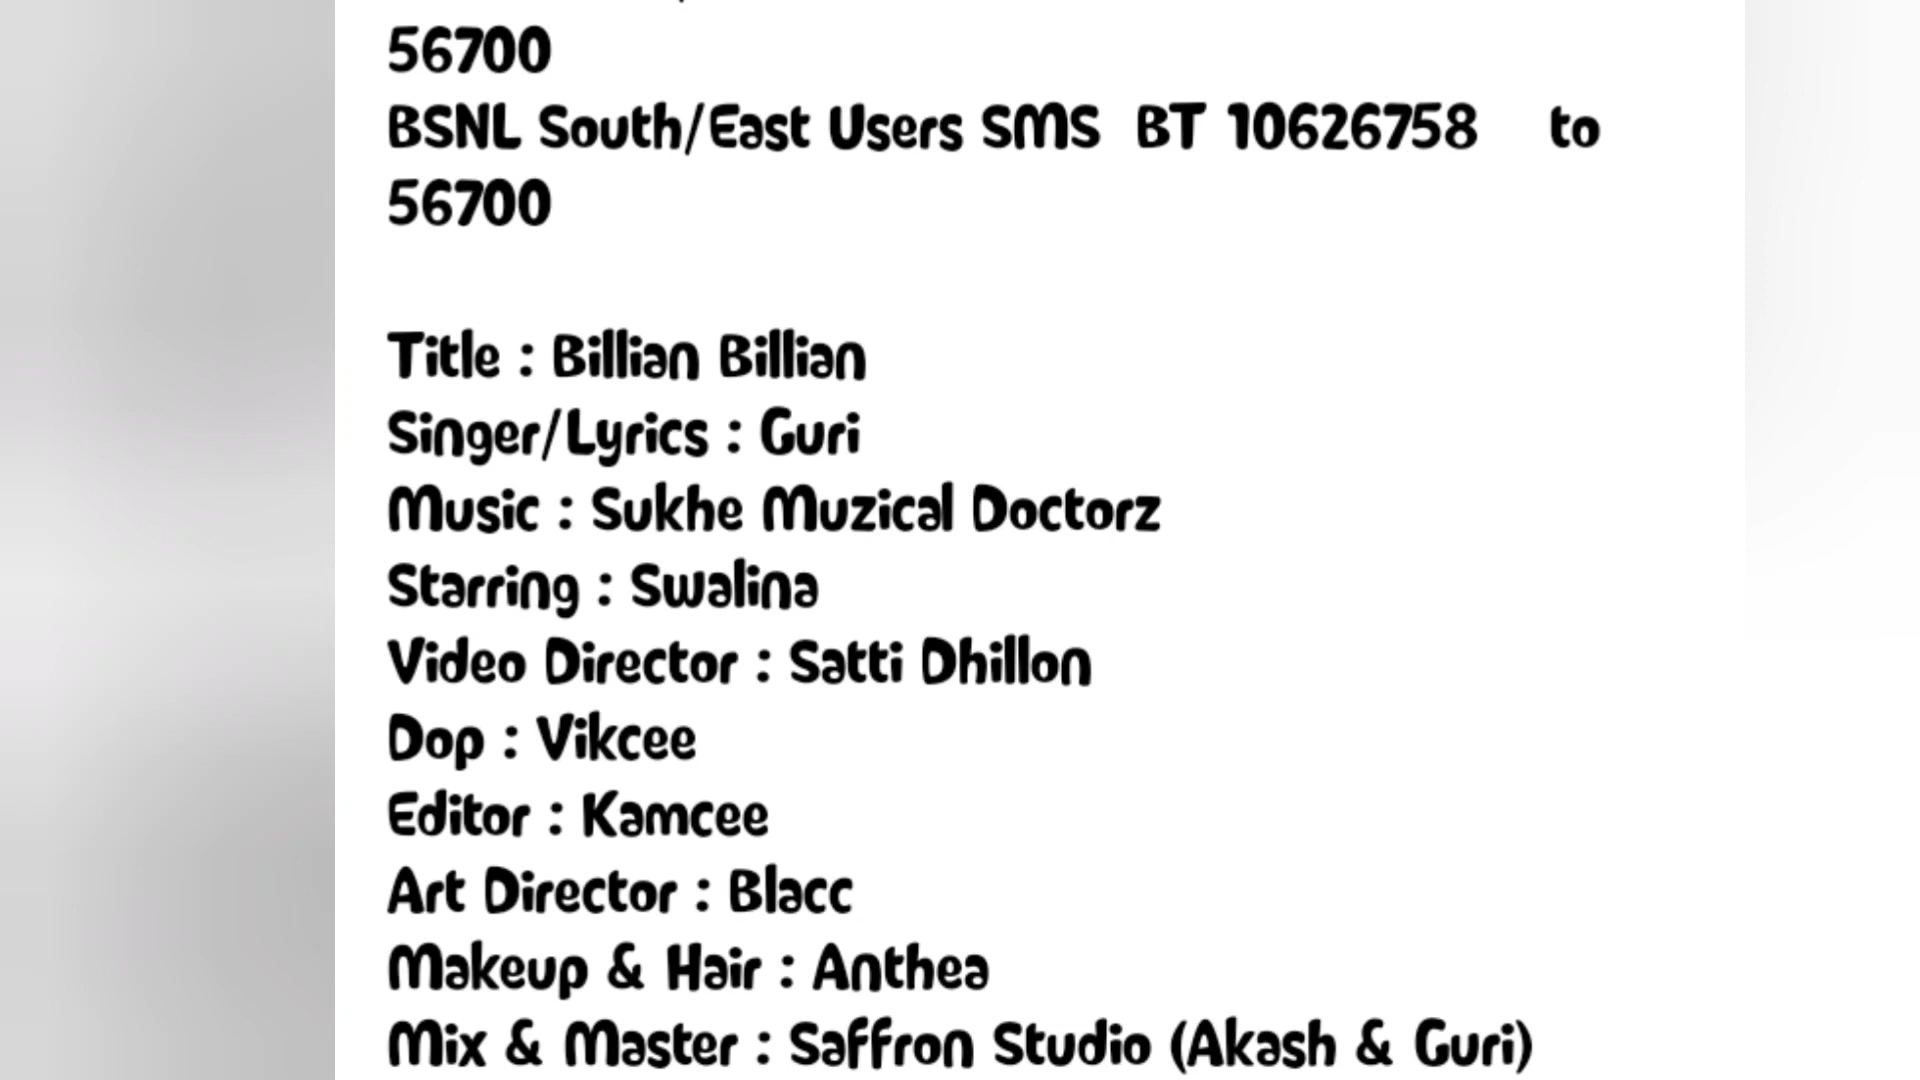 56700
BSNL South/East Users SMS BT 10626758 to
56700
Title : Billian Billian
Singer/Lyrics : Guri
Music : Sukhe Muzical Doctorz
Starring : Swalina
Video Director : Satti Dhillon
Dop : Vikcee
Editor : Kamcee
Art Director : Blacc
Makeup & Hair : Anthea
Mix & Master : Saffron Studio (Akash & Guri)